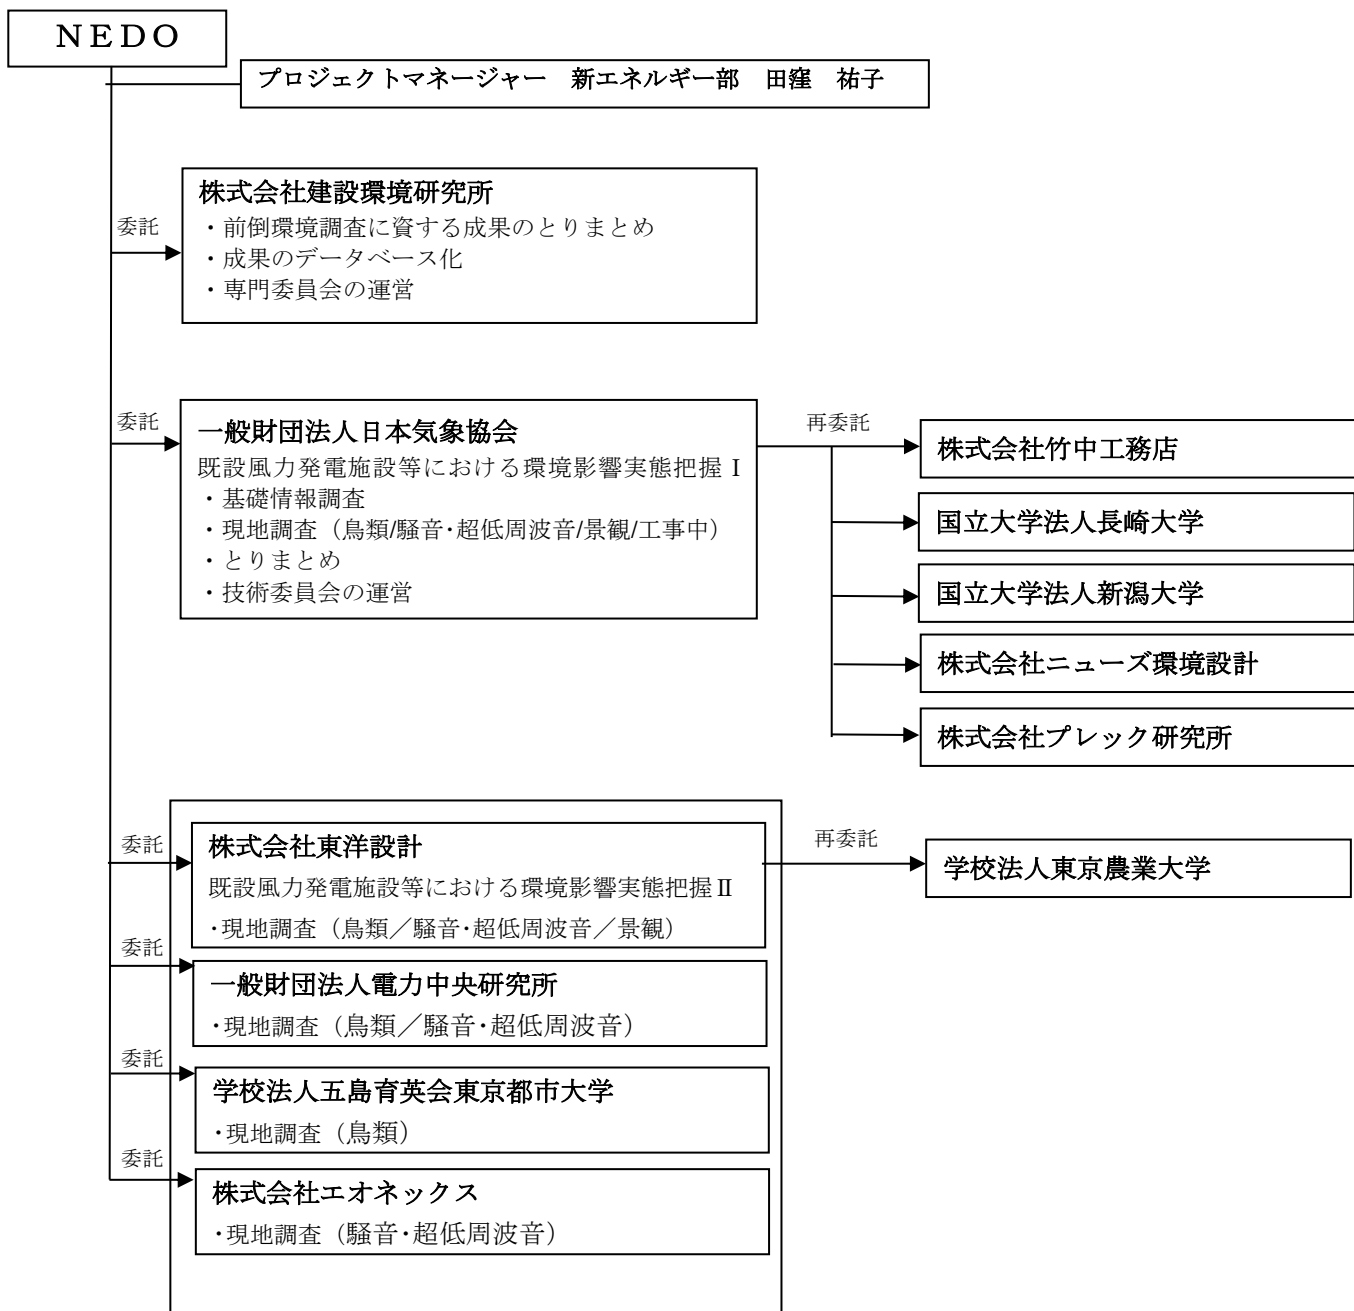 NEDO
プロジェクトマネージャー　新エネルギー部　田窪　祐子
委託
株式会社建設環境研究所
・前倒環境調査に資する成果のとりまとめ
・成果のデータベース化
・専門委員会の運営
委託
一般財団法人日本気象協会
既設風力発電施設等における環境影響実態把握Ⅰ
・基礎情報調査
・現地調査（鳥類/騒音･超低周波音/景観/工事中）
・とりまとめ
・技術委員会の運営
再委託
株式会社竹中工務店
国立大学法人長崎大学
国立大学法人新潟大学
株式会社ニューズ環境設計
株式会社プレック研究所
委託
株式会社東洋設計
既設風力発電施設等における環境影響実態把握Ⅱ
･現地調査（鳥類／騒音･超低周波音／景観）
再委託
学校法人東京農業大学
委託
一般財団法人電力中央研究所
･現地調査（鳥類／騒音･超低周波音）
委託
学校法人五島育英会東京都市大学
･現地調査（鳥類）
委託
株式会社エオネックス
･現地調査（騒音･超低周波音）